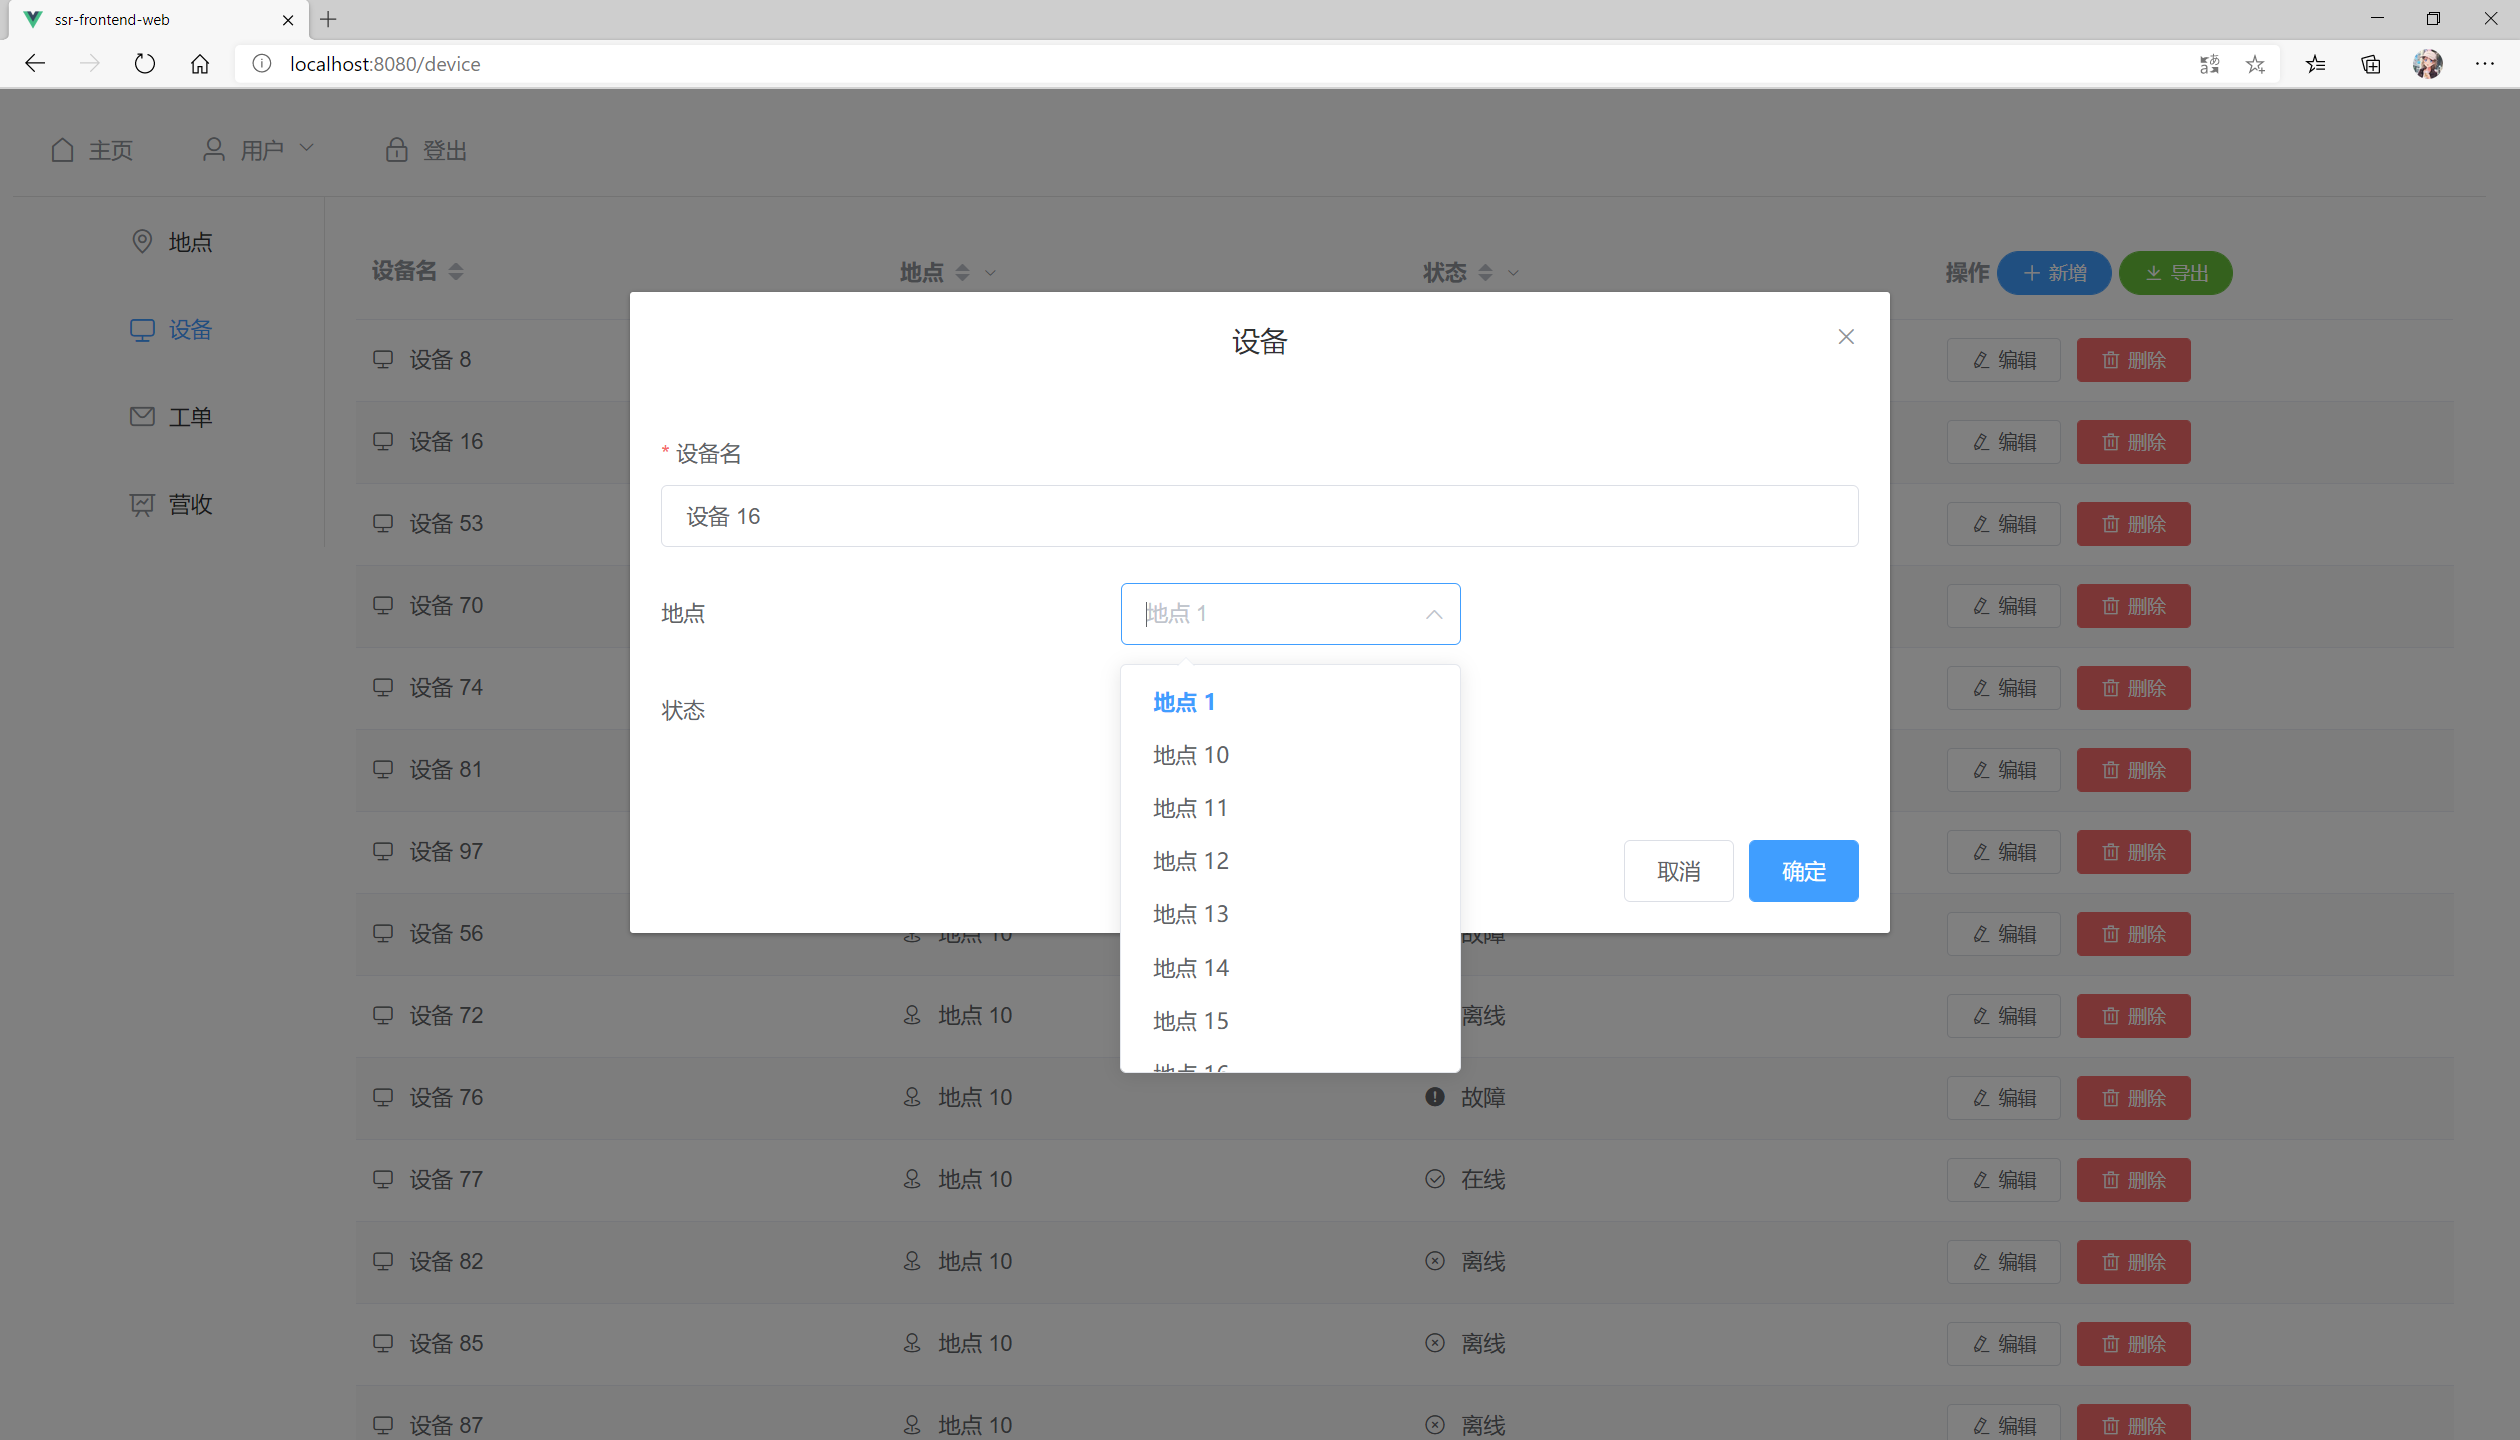 ssr-frontend-web
localhost:8080/device
主页 用户 登出
地点
设备
工单
营收
设备名 地点 状态 操作 新增 导出
设备 8 编辑 删除
设备 16 编辑 删除
设备 53 编辑 删除
设备 70 编辑 删除
设备 74 编辑 删除
设备 81 编辑 删除
设备 97 编辑 删除
设备 56 地点 10 故障 编辑 删除
设备 72 地点 10 离线 编辑 删除
设备 76 地点 10 故障 编辑 删除
设备 77 地点 10 在线 编辑 删除
设备 82 地点 10 离线 编辑 删除
设备 85 地点 10 离线 编辑 删除
设备 87 地点 10 离线 编辑 删除
设备
* 设备名
设备 16
地点 地点 1
状态
地点 1
地点 10
地点 11
地点 12
地点 13
地点 14
地点 15
地点 16
取消 确定